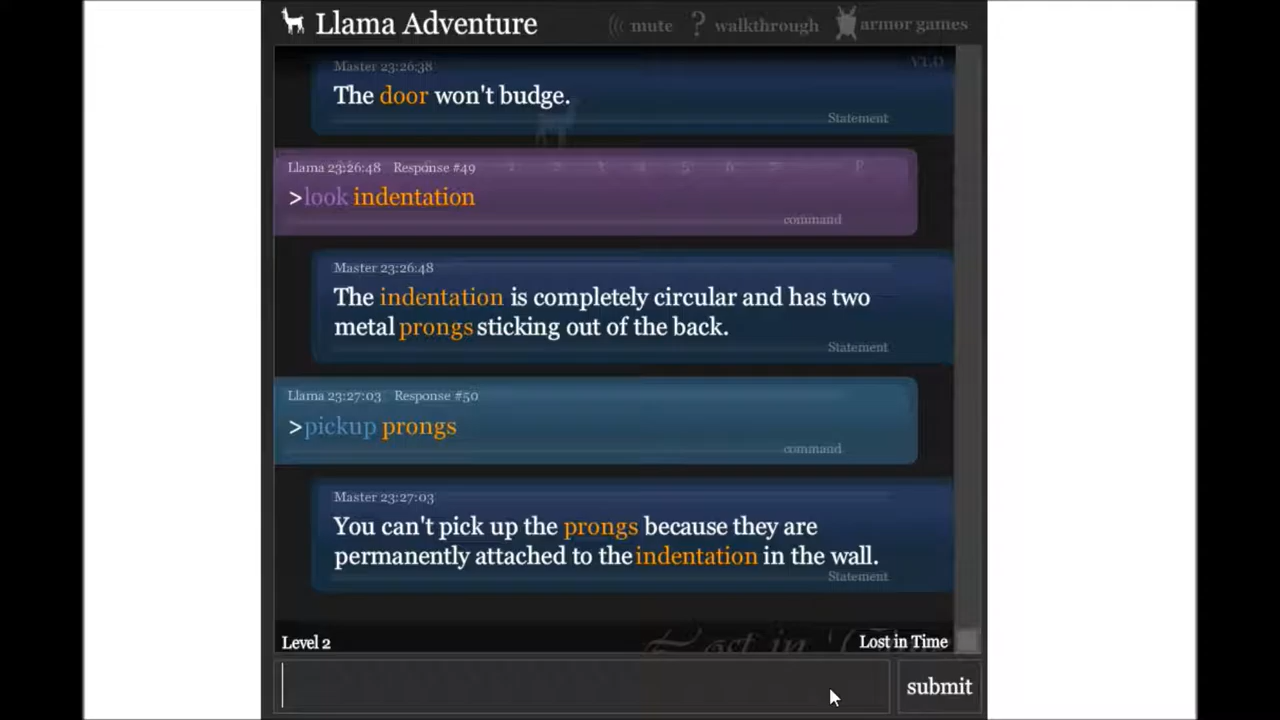 Llama Adventure mute ? walkthrough armor games
Master 23:26:38
V1.0
The door won't budge.
Statement
Llama 23:26:48 Response #49
>look indentation
command
Master 23:26:48
The indentation is completely circular and has two
metal prongs sticking out of the back.
Statement
Llama 23:27:03 Response #50
>pickup prongs
command
Master 23:27:03
You can't pick up the prongs because they are
permanently attached to the indentation in the wall.
Statement
Lost in
Level 2 Lost in Time
submit